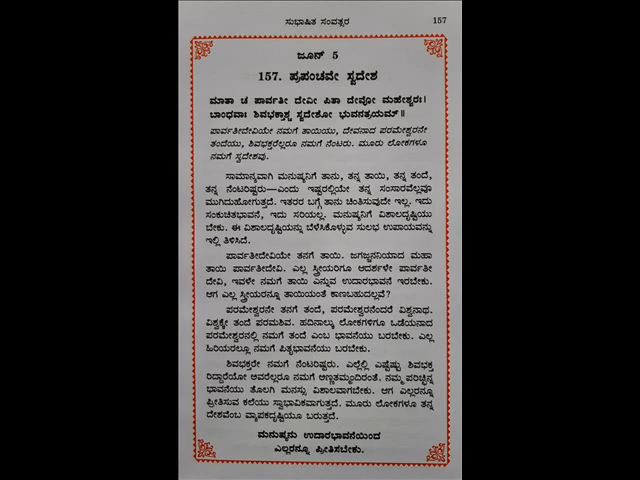 ಸುಭಾಷಿತ ಸಂವತ್ಸರ 157
ಜೂನ್ 5
157. ಪ್ರಪಂಚವೇ ಸ್ವದೇಶ
ಮಾತಾ ಚ ಪಾರ್ವತೀ ದೇವೀ ಪಿತಾ ದೇವೋ ಮಹೇಶ್ವರಃ।
ಬಾಂಧವಾಃ ಶಿವಭಕ್ತಾಶ್ಚ ಸ್ವದೇಶೋ ಭುವನತ್ರಯಮ್॥
ಪಾರ್ವತೀದೇವಿಯೇ ನಮಗೆ ತಾಯಿಯು, ದೇವನಾದ ಪರಮೇಶ್ವರನೇ
ತಂದೆಯು, ಶಿವಭಕ್ತರೆಲ್ಲರೂ ನಮಗೆ ನೆಂಟರು. ಮೂರು ಲೋಕಗಳೂ
ನಮಗೆ ಸ್ವದೇಶವು.
ಸಾಮಾನ್ಯವಾಗಿ ಮನುಷ್ಯನಿಗೆ ತಾನು, ತನ್ನ ತಾಯಿ, ತನ್ನ ತಂದೆ,
ತನ್ನ ನೆಂಟರಿಷ್ಟರು—ಎಂದು ಇಷ್ಟರಲ್ಲಿಯೇ ತನ್ನ ಸಂಸಾರವೆಲ್ಲವೂ
ಮುಗಿದುಹೋಗುತ್ತದೆ. ಇತರರ ಬಗ್ಗೆ ತಾನು ಚಿಂತಿಸುವುದೇ ಇಲ್ಲ. ಇದು
ಸಂಕುಚಿತಭಾವನೆ, ಇದು ಸರಿಯಲ್ಲ. ಮನುಷ್ಯನಿಗೆ ವಿಶಾಲದೃಷ್ಟಿಯು
ಬೇಕು. ಈ ವಿಶಾಲದೃಷ್ಟಿಯನ್ನು ಬೆಳೆಸಿಕೊಳ್ಳುವ ಸುಲಭ ಉಪಾಯವನ್ನು
ಇಲ್ಲಿ ತಿಳಿಸಿದೆ.
ಪಾರ್ವತೀದೇವಿಯೇ ತನಗೆ ತಾಯಿ. ಜಗಜ್ಜನನಿಯಾದ ಮಹಾ
ತಾಯಿ ಪಾರ್ವತೀದೇವಿ. ಎಲ್ಲ ಸ್ತ್ರೀಯರಿಗೂ ಆದರ್ಶಳೇ ಪಾರ್ವತೀ
ದೇವಿ, ಇವಳೇ ನಮಗೆ ತಾಯಿ ಎನ್ನುವ ಉದಾರಭಾವನೆ ಇರಬೇಕು.
ಆಗ ಎಲ್ಲ ಸ್ತ್ರೀಯರನ್ನೂ ತಾಯಿಯಂತೆ ಕಾಣಬಹುದಲ್ಲವೆ?
ಪರಮೇಶ್ವರನೇ ತನಗೆ ತಂದೆ, ಪರಮೇಶ್ವರನೆಂದರೆ ವಿಶ್ವನಾಥ.
ವಿಶ್ವಕ್ಕೇ ತಂದೆ ಪರಮಶಿವ. ಹದಿನಾಲ್ಕು ಲೋಕಗಳಿಗೂ ಒಡೆಯನಾದ
ಪರಮೇಶ್ವರನಲ್ಲಿ ನಮಗೆ ತಂದೆ ಎಂಬ ಭಾವನೆಯು ಬರಬೇಕು. ಎಲ್ಲ
ಹಿರಿಯರಲ್ಲೂ ನಮಗೆ ಪಿತೃಭಾವನೆಯು ಬರಬೇಕು.
ಶಿವಭಕ್ತರೇ ನಮಗೆ ನೆಂಟರಿಷ್ಟರು. ಎಲ್ಲೆಲ್ಲಿ ಎಷ್ಟೆಷ್ಟು ಶಿವಭಕ್ತ
ರಿದ್ದಾರೆಯೋ ಅವರೆಲ್ಲರೂ ನಮಗೆ ಅಣ್ಣತಮ್ಮಂದಿರಂತೆ. ನಮ್ಮ ಪರಿಚ್ಛಿನ್ನ
ಭಾವನೆಯು ತೊಲಗಿ ಮನಸ್ಸು ವಿಶಾಲವಾಗಬೇಕು. ಆಗ ಎಲ್ಲರನ್ನೂ
ಪ್ರೀತಿಸುವ ಕಲೆಯು ಸ್ವಾಭಾವಿಕವಾಗುತ್ತದೆ. ಮೂರು ಲೋಕಗಳೂ ತನ್ನ
ದೇಶವೆಂಬ ವ್ಯಾಪಕದೃಷ್ಟಿಯೂ ಬರುತ್ತದೆ.
ಮನುಷ್ಯನು ಉದಾರಭಾವನೆಯಿಂದ
ಎಲ್ಲರನ್ನೂ ಪ್ರೀತಿಸಬೇಕು.